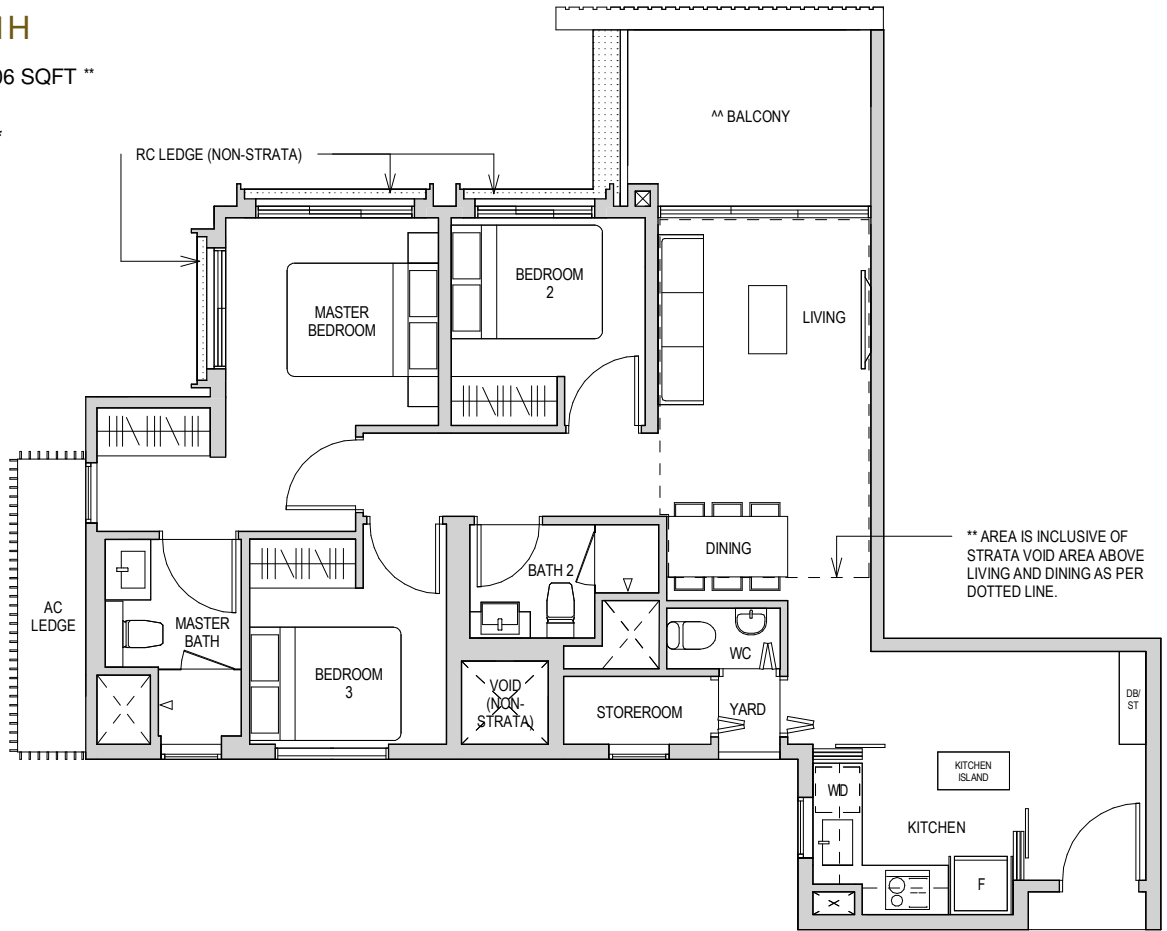 1H
06 SQFT **
*
^^ BALCONY
RC LEDGE (NON-STRATA)
BEDROOM
2
MASTER
BEDROOM
LIVING
DINING
** AREA IS INCLUSIVE OF
STRATA VOID AREA ABOVE
LIVING AND DINING AS PER
DOTTED LINE.
BATH 2
AC
LEDGE
MASTER
BATH
WC
BEDROOM
3
VOID
(NON-
STRATA)
STOREROOM
YARD
DB/
ST
KITCHEN
ISLAND
WD
KITCHEN
F